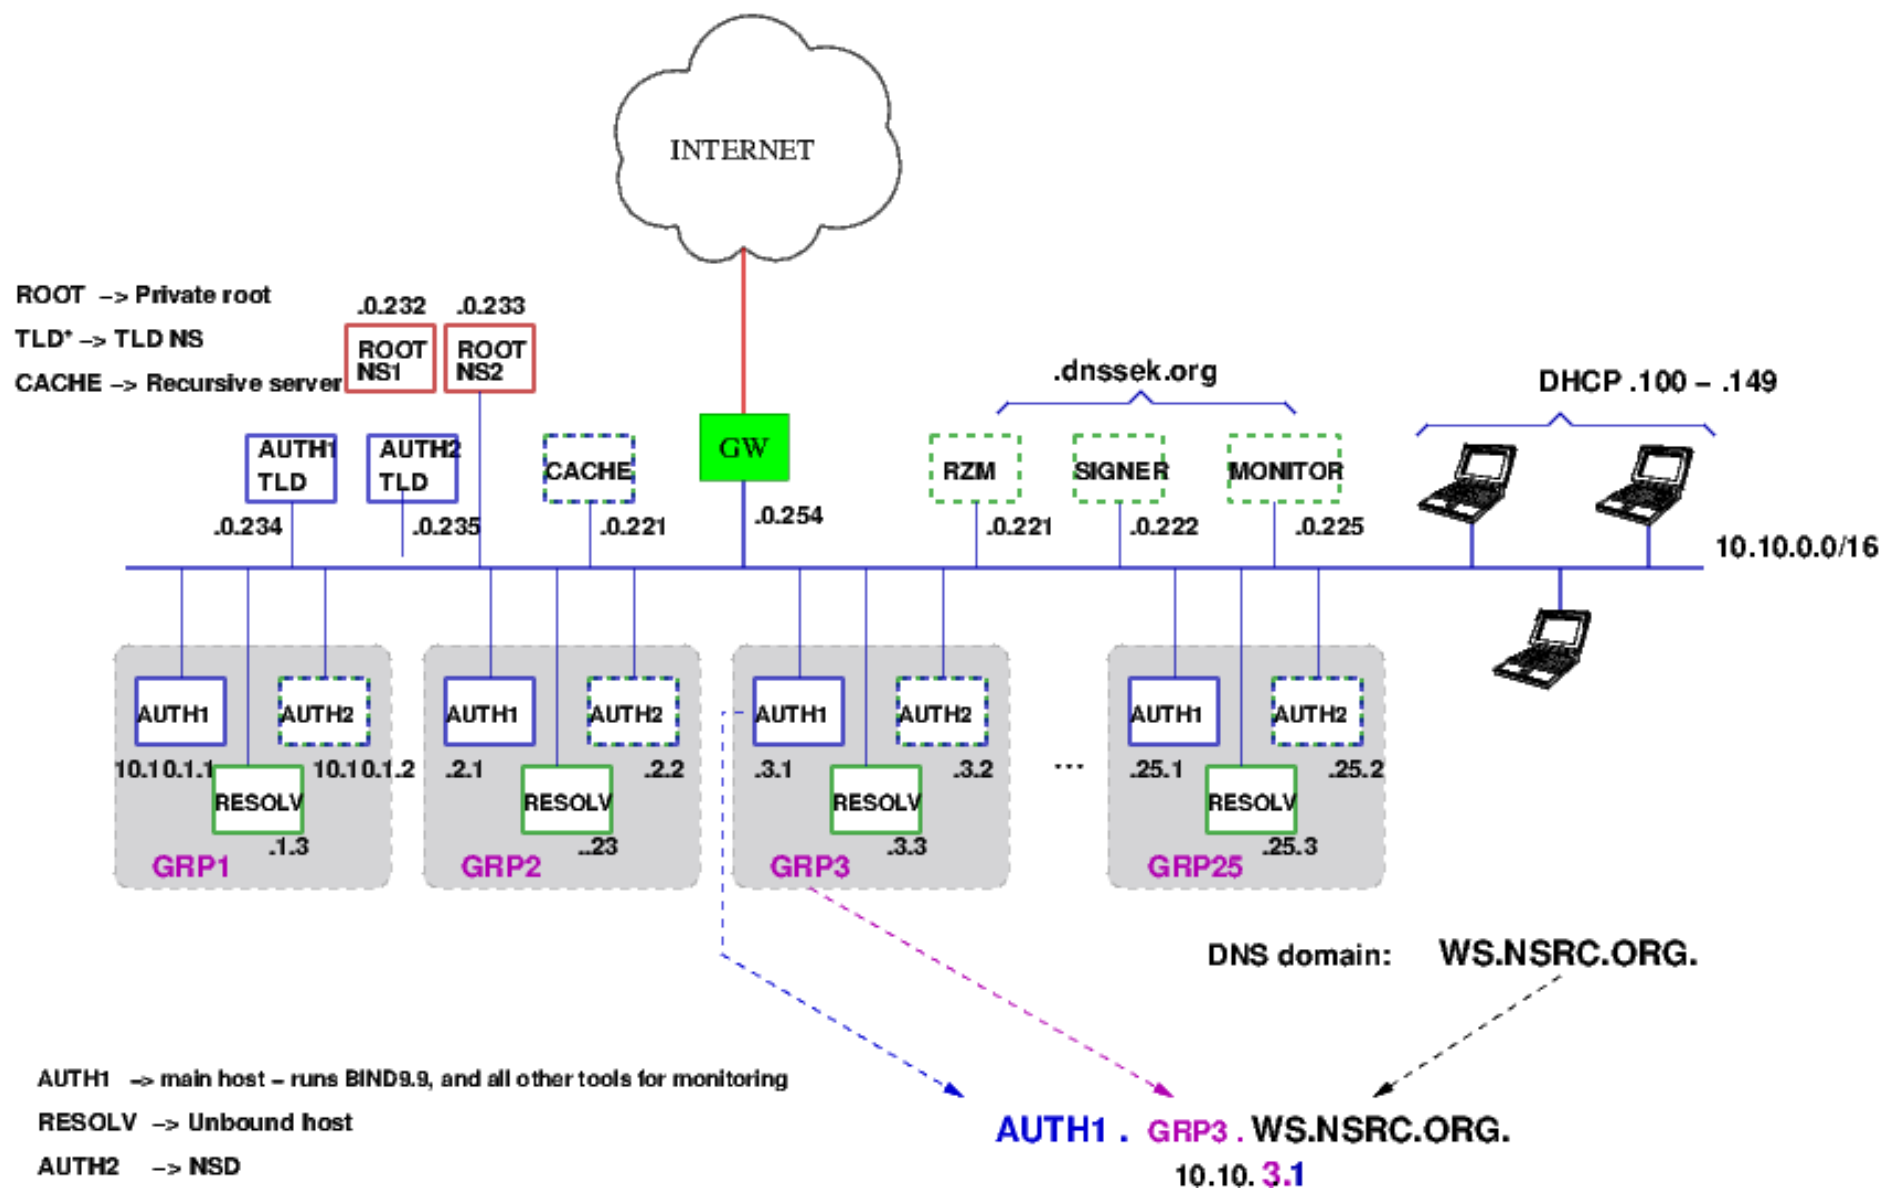 INTERNET
ROOT –> Private root
TLD* –> TLD NS
CACHE –> Recursive server
.0.232
.0.233
ROOT
NS1
ROOT
NS2
.dnssek.org
DHCP .100 – .149
AUTH1
TLD
AUTH2
TLD
CACHE
GW
RZM
SIGNER
MONITOR
.0.234
.0.235
.0.221
.0.254
.0.221
.0.222
.0.225
10.10.0.0/16
AUTH1
AUTH2
10.10.1.1
10.10.1.2
RESOLV
.1.3
GRP1
AUTH1
AUTH2
.2.1
.2.2
RESOLV
..23
GRP2
AUTH1
AUTH2
.3.1
.3.2
RESOLV
.3.3
GRP3
...
AUTH1
AUTH2
.25.1
.25.2
RESOLV
.25.3
GRP25
DNS domain: WS.NSRC.ORG.
AUTH1 –> main host – runs BIND9.9, and all other tools for monitoring
RESOLV –> Unbound host
AUTH2 –> NSD
AUTH1 . GRP3 . WS.NSRC.ORG.
10.10. 3.1